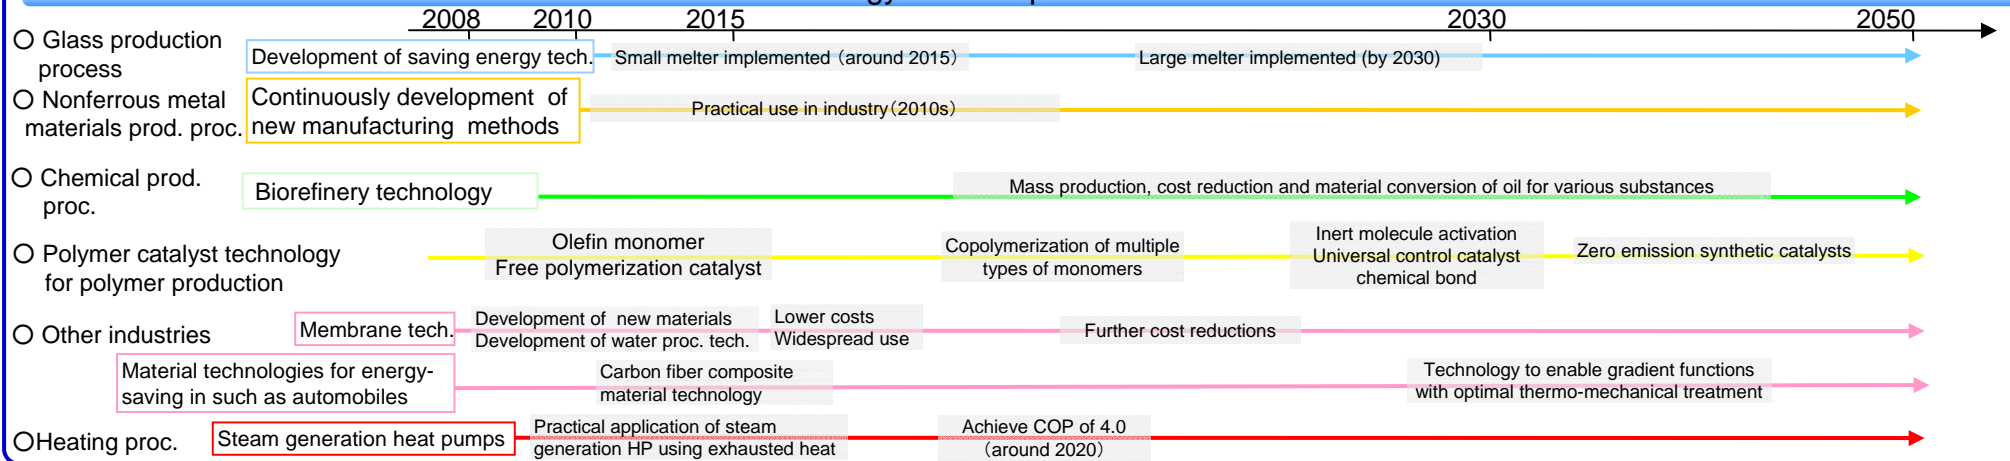 2008 2010 2015 2030 2050
○ Glass production
process
Development of saving energy tech.
Small melter implemented (around 2015)
Large melter implemented (by 2030)
○ Nonferrous metal
materials prod. proc.
Continuously development of
new manufacturing methods
Practical use in industry(2010s)
○ Chemical prod.
proc.
Biorefinery technology
Mass production, cost reduction and material conversion of oil for various substances
○ Polymer catalyst technology
for polymer production
Olefin monomer
Free polymerization catalyst
Copolymerization of multiple
types of monomers
Inert molecule activation
Universal control catalyst
chemical bond
Zero emission synthetic catalysts
○ Other industries
Membrane tech.
Development of new materials
Development of water proc. tech.
Lower costs
Widespread use
Further cost reductions
Material technologies for energy-
saving in such as automobiles
Carbon fiber composite
material technology
Technology to enable gradient functions
with optimal thermo-mechanical treatment
○Heating proc.
Steam generation heat pumps
Practical application of steam
generation HP using exhausted heat
Achieve COP of 4.0
(around 2020)